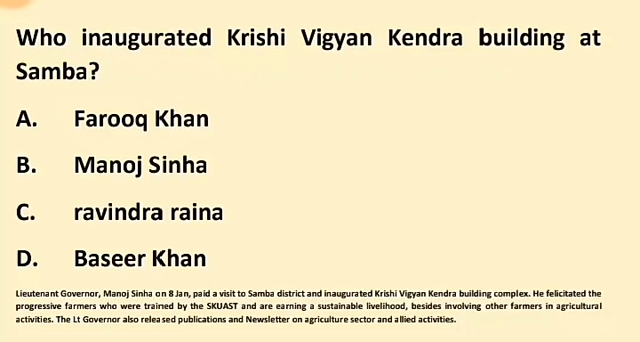 Who inaugurated Krishi Vigyan Kendra building at
Samba?
A. Farooq Khan
B. Manoj Sinha
C. ravindra raina
D. Baseer Khan
Lieutenant Governor, Manoj Sinha on 8 Jan, paid a visit to Samba district and inaugurated Krishi Vigyan Kendra building complex. He felicitated the
progressive farmers who were trained by the SKUAST and are earning a sustainable livelihood, besides involving other farmers in agricultural
activities. The Lt Governor also released publications and Newsletter on agriculture sector and allied activities.